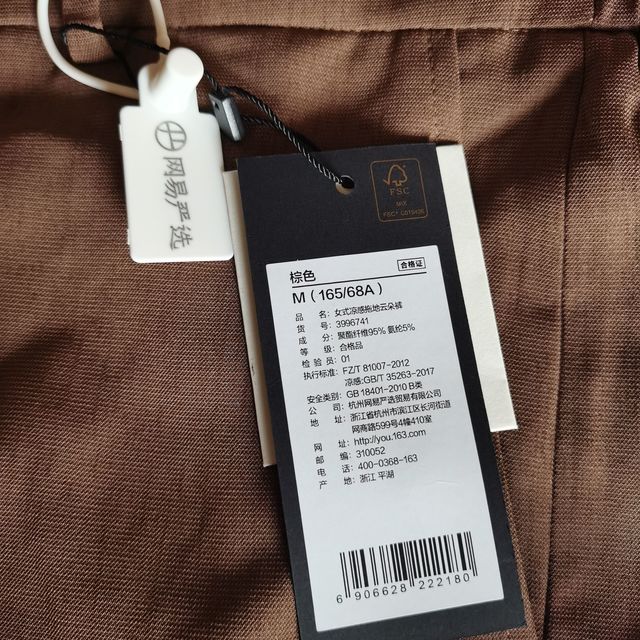 网易严选
FSC
MIX
棕色
合格证
M（165/68A）
品 名：女式凉感拖地云朵裤
货 号：3996741
成 分：聚酯纤维95% 氨纶5%
等 级：合格品
检 验 员：01
执行标准：FZ/T 81007-2012
凉感:GB/T 35263-2017
安全类别：GB 18401-2010 B类
公 司：杭州网易严选贸易有限公司
地 址：浙江省杭州市滨江区长河街道
网商路599号4幢410室
网 址：http://you.163.com
邮 编：310052
电 话：400-0368-163
产 地：浙江 平湖
6 906628 222180